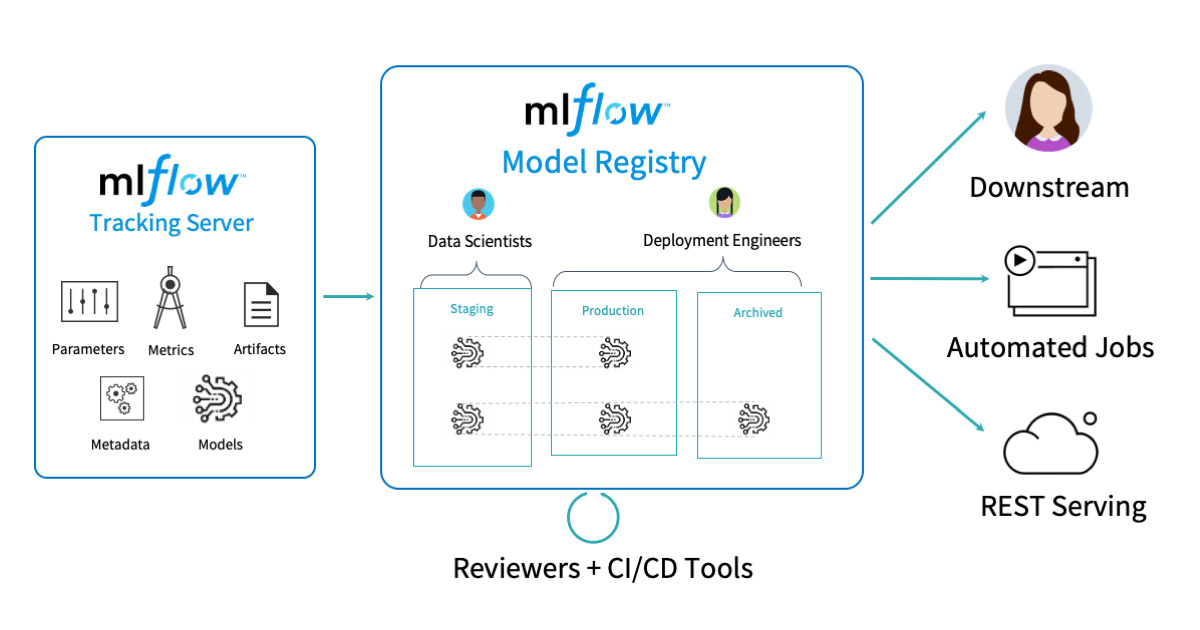 mlflow™
Tracking Server
Parameters
Metrics
Artifacts
Metadata
Models
mlflow™
Model Registry
Data Scientists
Deployment Engineers
Staging
Production
Archived
Reviewers + CI/CD Tools
Downstream
Automated Jobs
REST Serving